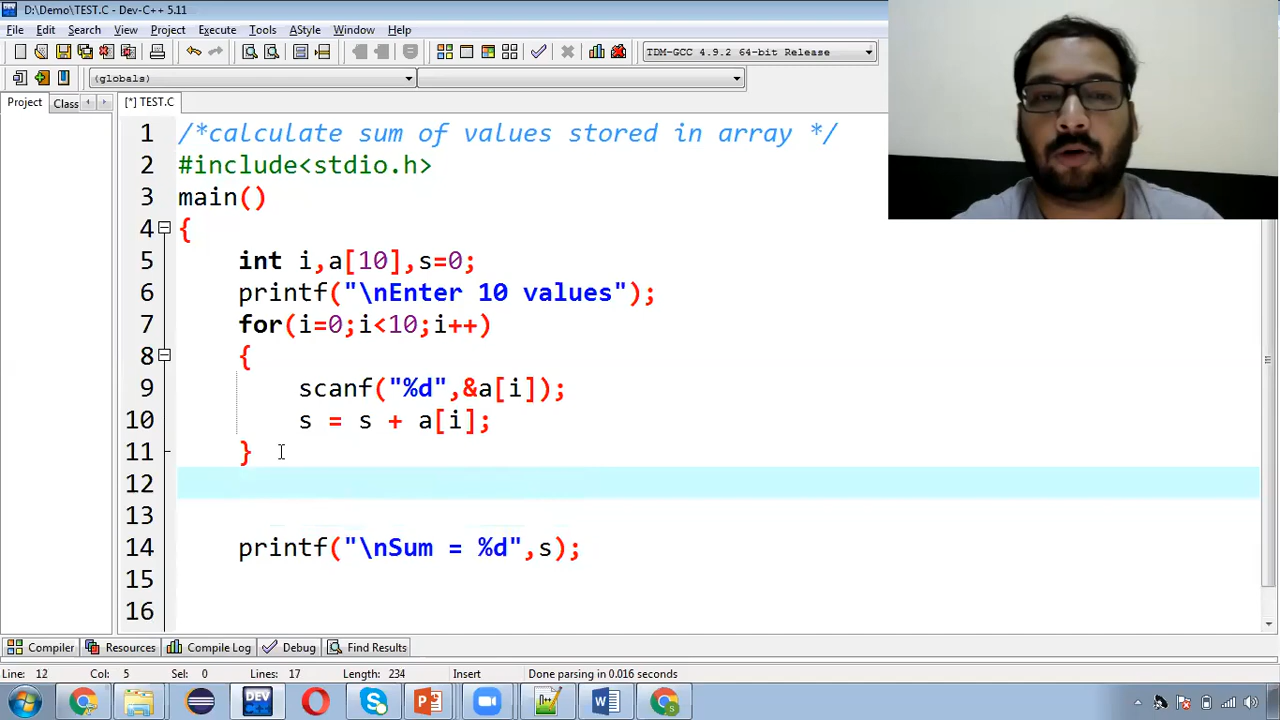 D:\Demo\TEST.C - Dev-C++ 5.11
File Edit Search View Project Execute Tools AStyle Window Help
TDM-GCC 4.9.2 64-bit Release
(globals)
Project Class [*] TEST.C
1 /*calculate sum of values stored in array */
2 #include<stdio.h>
3 main()
4 {
5 int i,a[10],s=0;
6 printf("\nEnter 10 values");
7 for(i=0;i<10;i++)
8 {
9 scanf("%d",&a[i]);
10 s = s + a[i];
11 }
12
13
14 printf("\nSum = %d",s);
15
16
Compiler Resources Compile Log Debug Find Results
Line: 12 Col: 5 Sel: 0 Lines: 17 Length: 234 Insert Done parsing in 0.016 seconds
DEV